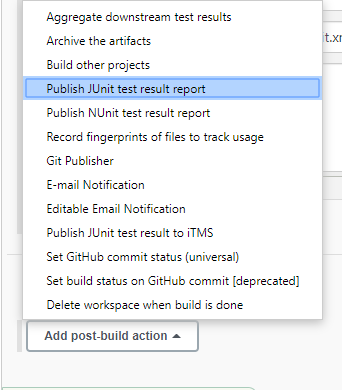 Aggregate downstream test results
Archive the artifacts
Build other projects
Publish JUnit test result report
Publish NUnit test result report
Record fingerprints of files to track usage
Git Publisher
E-mail Notification
Editable Email Notification
Publish JUnit test result to iTMS
Set GitHub commit status (universal)
Set build status on GitHub commit [deprecated]
Delete workspace when build is done
Add post-build action